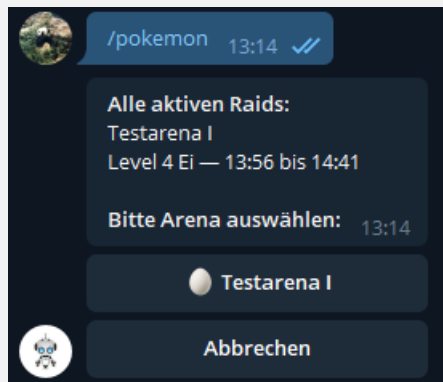 /pokemon 13:14
Alle aktiven Raids:
Testarena I
Level 4 Ei — 13:56 bis 14:41
Bitte Arena auswählen: 13:14
Testarena I
Abbrechen